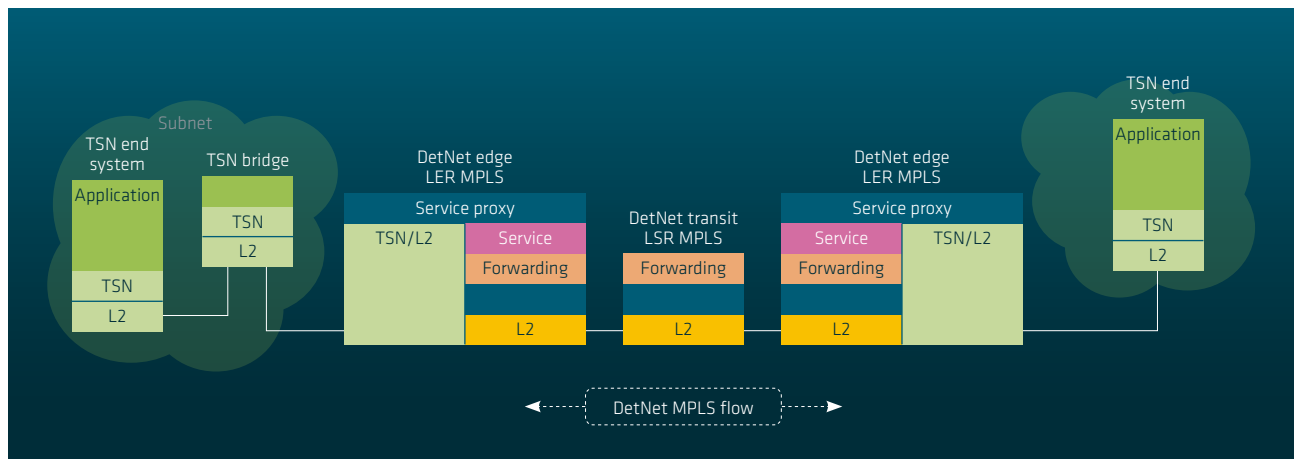 Subnet
TSN end
system
Application
TSN
L2
TSN bridge
TSN
L2
DetNet edge
LER MPLS
Service proxy
TSN/L2
Service
Forwarding
L2
DetNet transit
LSR MPLS
Forwarding
L2
DetNet edge
LER MPLS
Service proxy
Service
TSN/L2
Forwarding
L2
TSN end
system
Application
TSN
L2
DetNet MPLS flow